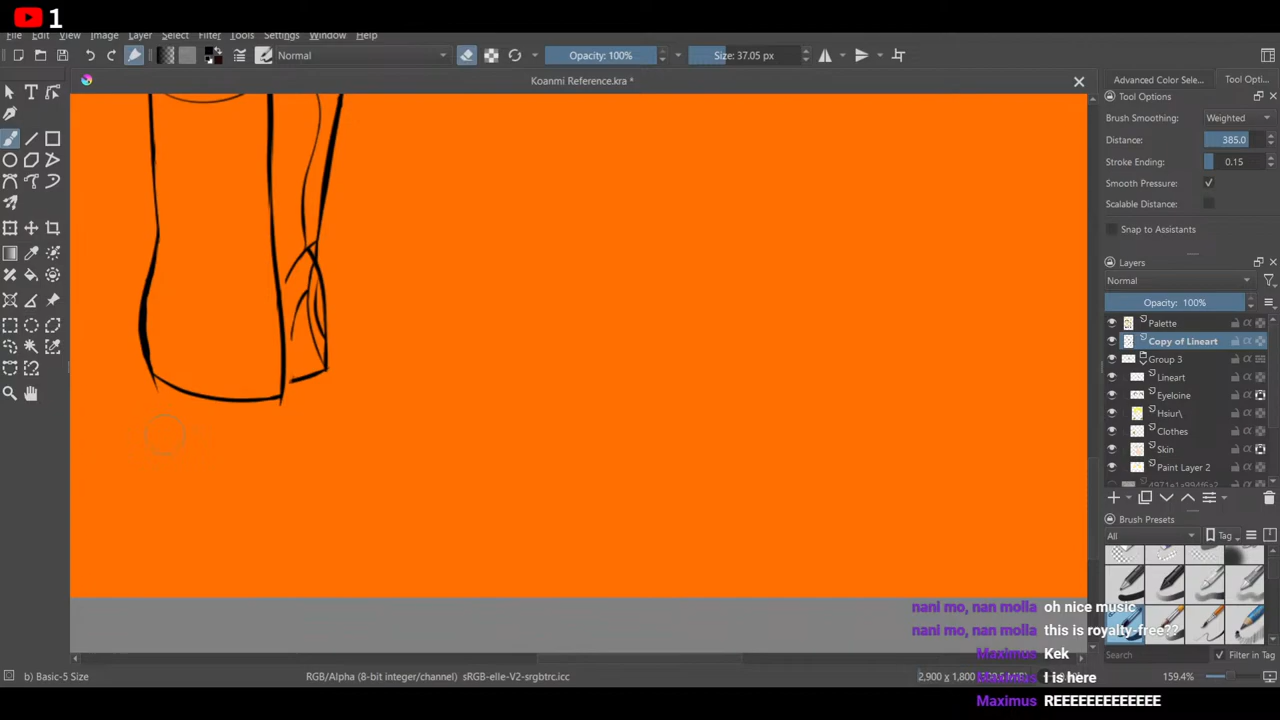 1
File Edit View Image Layer Select Filter Tools Settings Window Help
Normal Opacity: 100% Size: 37.05 px
Koanmi Reference.kra *
Advanced Color Sele... Tool Opti...
Tool Options
Brush Smoothing: Weighted
Distance: 385.0
Stroke Ending: 0.15
Smooth Pressure:
Scalable Distance:
Snap to Assistants
Layers
Normal
Opacity: 100%
Palette
Copy of Lineart
Group 3
Lineart
Eyeloine
Hsiur\
Clothes
Skin
Paint Layer 2
Brush Presets
All Tag
nani mo, nan molla oh nice music
nani mo, nan molla this is royalty-free??
Search Filter in Tag
Maximus Kek
Maximus I is here
Maximus REEEEEEEEEEEEE
b) Basic-5 Size RGB/Alpha (8-bit integer/channel) sRGB-elle-V2-srgbtrc.icc 2,900 x 1,800 159.4%